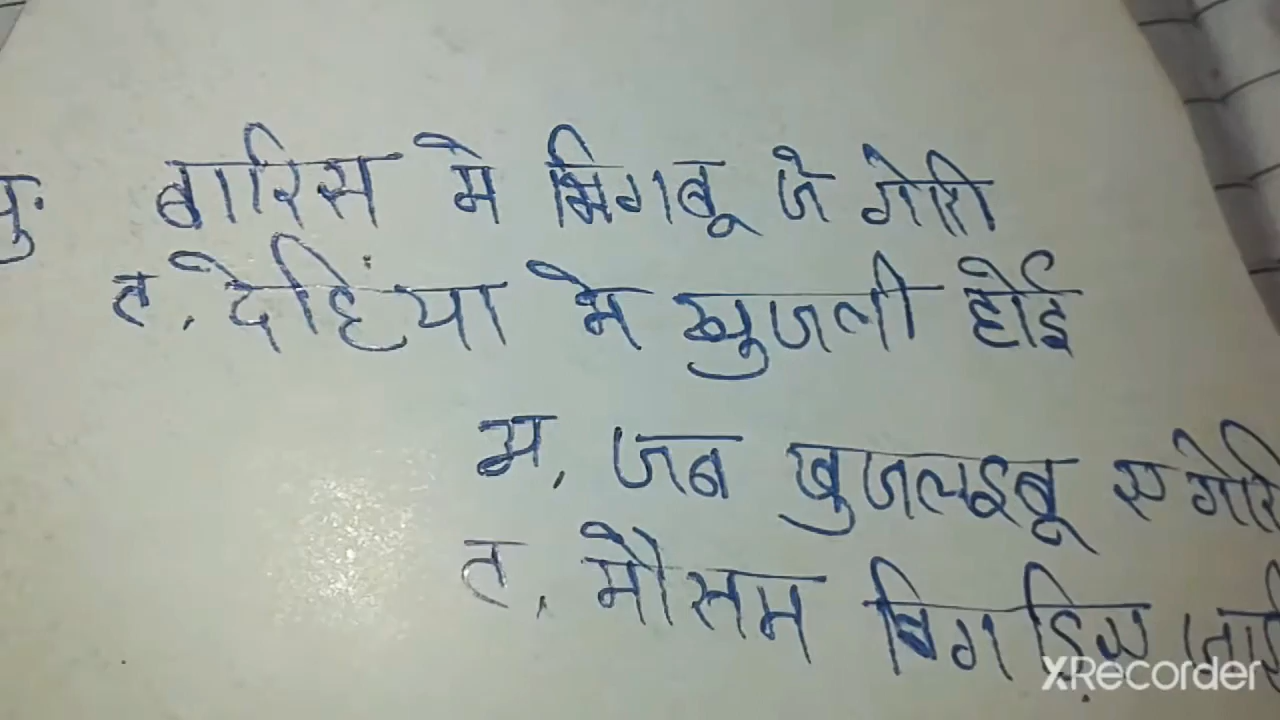 पु. बारिस मे भिगबू जे गोरी
त. देहिंया मे खुजली होई
म. जब खुजलइबू ए गोरि
त. मौसम बिगड़िए जाई
XRecorder